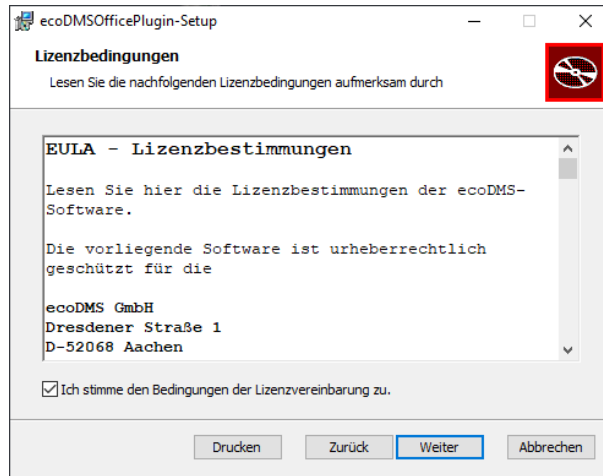 ecoDMSOfficePlugin-Setup
Lizenzbedingungen
Lesen Sie die nachfolgenden Lizenzbedingungen aufmerksam durch
EULA - Lizenzbestimmungen
Lesen Sie hier die Lizenzbestimmungen der ecoDMS-
Software.
Die vorliegende Software ist urheberrechtlich
geschützt für die
ecoDMS GmbH
Dresdener Straße 1
D-52068 Aachen
Ich stimme den Bedingungen der Lizenzvereinbarung zu.
Drucken Zurück Weiter Abbrechen